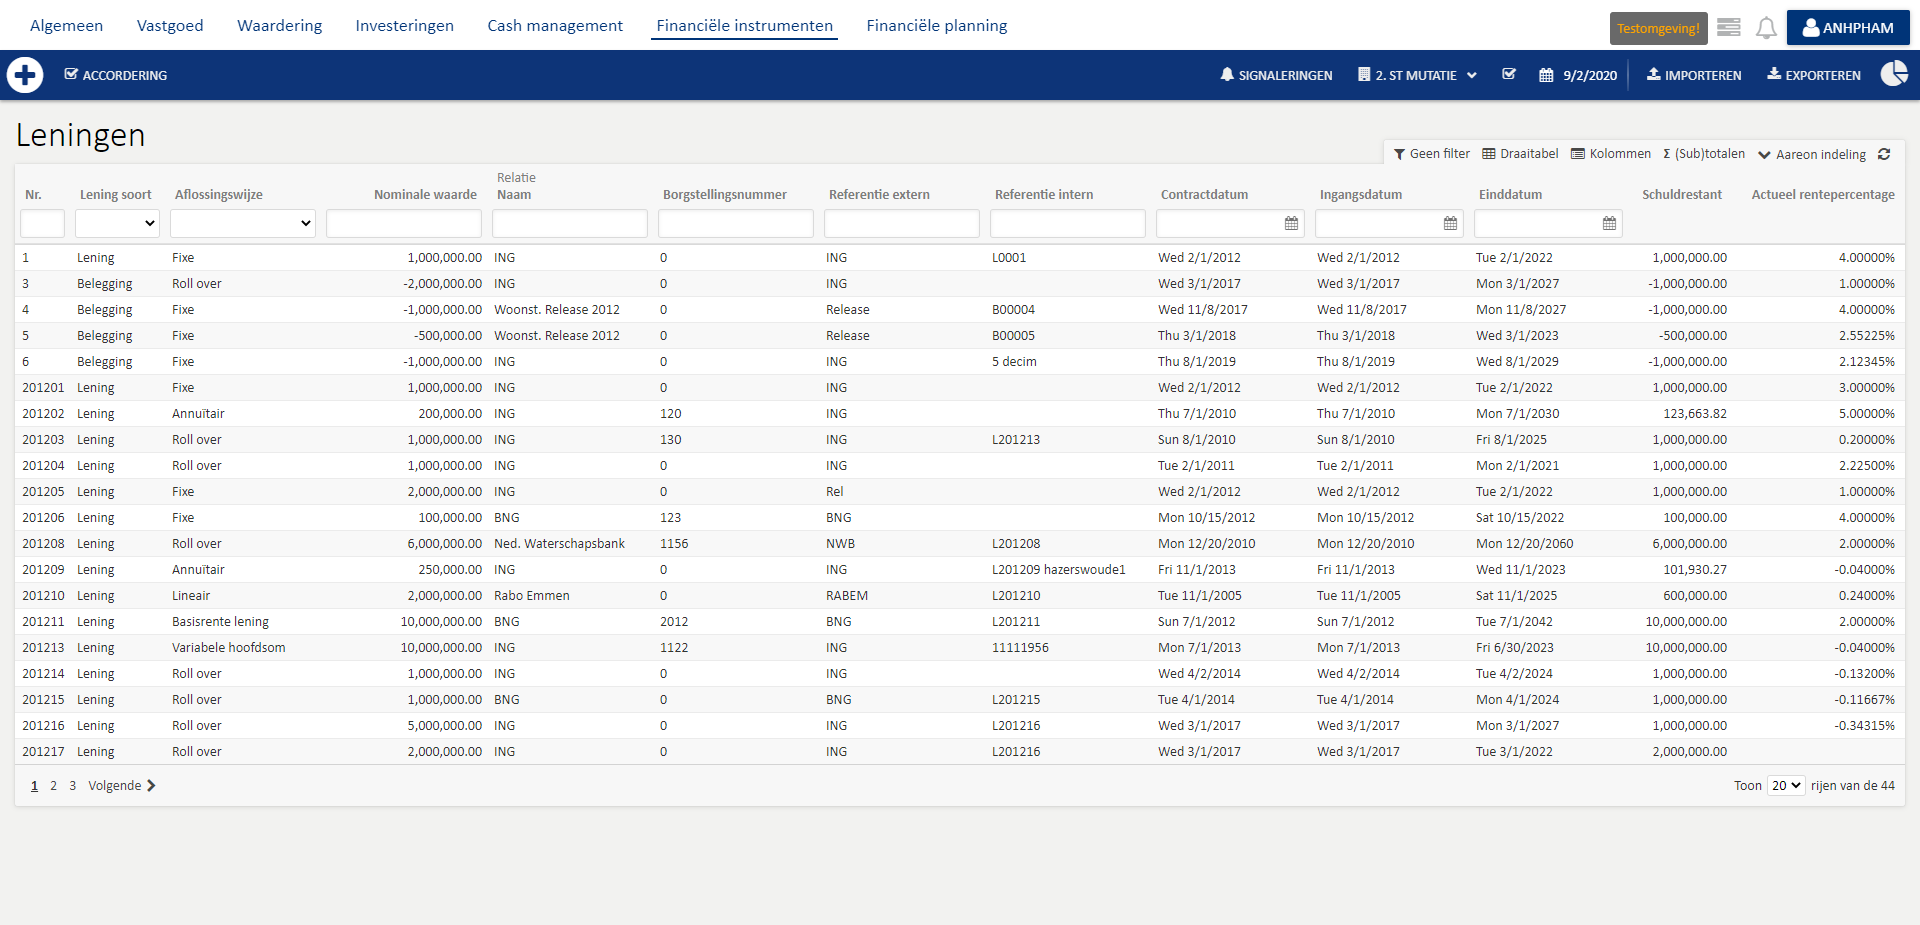 Algemeen Vastgoed Waardering Investeringen Cash management Financiële instrumenten Financiële planning Testomgeving! ANHPHAM
ACCORDERING SIGNALERINGEN 2. ST MUTATIE 9/2/2020 IMPORTEREN EXPORTEREN
Leningen
Geen filter Draaitabel Kolommen Σ (Sub)totalen Aareon indeling
Relatie
Nr. Lening soort Aflossingswijze Nominale waarde Naam Borgstellingsnummer Referentie extern Referentie intern Contractdatum Ingangsdatum Einddatum Schuldrestant Actueel rentepercentage
1 Lening Fixe 1,000,000.00 ING 0 ING L0001 Wed 2/1/2012 Wed 2/1/2012 Tue 2/1/2022 1,000,000.00 4.00000%
3 Belegging Roll over -2,000,000.00 ING 0 ING Wed 3/1/2017 Wed 3/1/2017 Mon 3/1/2027 -1,000,000.00 1.00000%
4 Belegging Fixe -1,000,000.00 Woonst. Release 2012 0 Release B00004 Wed 11/8/2017 Wed 11/8/2017 Mon 11/8/2027 -1,000,000.00 4.00000%
5 Belegging Fixe -500,000.00 Woonst. Release 2012 0 Release B00005 Thu 3/1/2018 Thu 3/1/2018 Wed 3/1/2023 -500,000.00 2.55225%
6 Belegging Fixe -1,000,000.00 ING 0 ING 5 decim Thu 8/1/2019 Thu 8/1/2019 Wed 8/1/2029 -1,000,000.00 2.12345%
201201 Lening Fixe 1,000,000.00 ING 0 ING Wed 2/1/2012 Wed 2/1/2012 Tue 2/1/2022 1,000,000.00 3.00000%
201202 Lening Annuïtair 200,000.00 ING 120 ING Thu 7/1/2010 Thu 7/1/2010 Mon 7/1/2030 123,663.82 5.00000%
201203 Lening Roll over 1,000,000.00 ING 130 ING L201213 Sun 8/1/2010 Sun 8/1/2010 Fri 8/1/2025 1,000,000.00 0.20000%
201204 Lening Roll over 1,000,000.00 ING 0 ING Tue 2/1/2011 Tue 2/1/2011 Mon 2/1/2021 1,000,000.00 2.22500%
201205 Lening Fixe 2,000,000.00 ING 0 Rel Wed 2/1/2012 Wed 2/1/2012 Tue 2/1/2022 1,000,000.00 1.00000%
201206 Lening Fixe 100,000.00 BNG 123 BNG Mon 10/15/2012 Mon 10/15/2012 Sat 10/15/2022 100,000.00 4.00000%
201208 Lening Roll over 6,000,000.00 Ned. Waterschapsbank 1156 NWB L201208 Mon 12/20/2010 Mon 12/20/2010 Mon 12/20/2060 6,000,000.00 2.00000%
201209 Lening Annuïtair 250,000.00 ING 0 ING L201209 hazerswoude1 Fri 11/1/2013 Fri 11/1/2013 Wed 11/1/2023 101,930.27 -0.04000%
201210 Lening Lineair 2,000,000.00 Rabo Emmen 0 RABEM L201210 Tue 11/1/2005 Tue 11/1/2005 Sat 11/1/2025 600,000.00 0.24000%
201211 Lening Basisrente lening 10,000,000.00 BNG 2012 BNG L201211 Sun 7/1/2012 Sun 7/1/2012 Tue 7/1/2042 10,000,000.00 2.00000%
201213 Lening Variabele hoofdsom 10,000,000.00 ING 1122 ING 11111956 Mon 7/1/2013 Mon 7/1/2013 Fri 6/30/2023 10,000,000.00 -0.04000%
201214 Lening Roll over 1,000,000.00 ING 0 ING Wed 4/2/2014 Wed 4/2/2014 Tue 4/2/2024 1,000,000.00 -0.13200%
201215 Lening Roll over 1,000,000.00 BNG 0 BNG L201215 Tue 4/1/2014 Tue 4/1/2014 Mon 4/1/2024 1,000,000.00 -0.11667%
201216 Lening Roll over 5,000,000.00 ING 0 ING L201216 Wed 3/1/2017 Wed 3/1/2017 Mon 3/1/2027 1,000,000.00 -0.34315%
201217 Lening Roll over 2,000,000.00 ING 0 ING L201216 Wed 3/1/2017 Wed 3/1/2017 Tue 3/1/2022 2,000,000.00
1 2 3 Volgende Toon 20 rijen van de 44